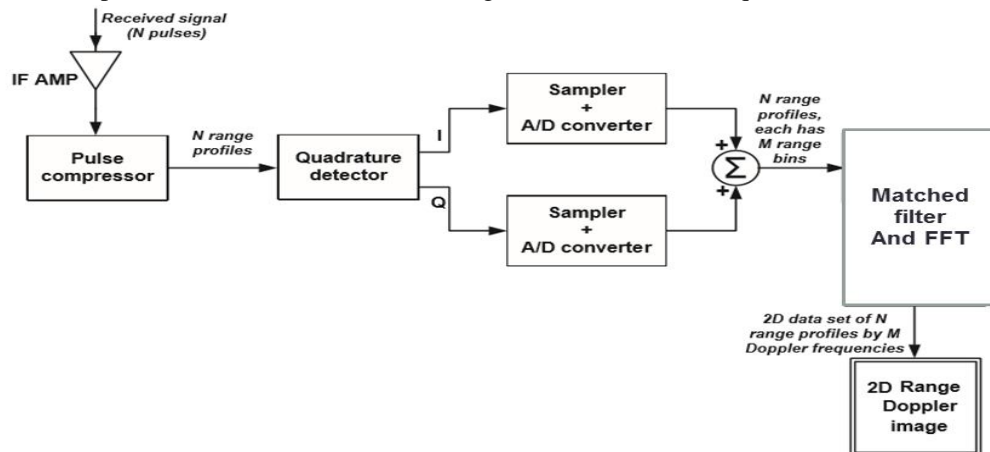 Received signal
(N pulses)
IF AMP
Pulse
compressor
N range
profiles
Quadrature
detector
I
Q
Sampler
+
A/D converter
Sampler
+
A/D converter
+
Σ
+
N range
profiles,
each has
M range
bins
Matched
filter
And FFT
2D data set of N
range profiles by M
Doppler frequencies
2D Range
Doppler
image